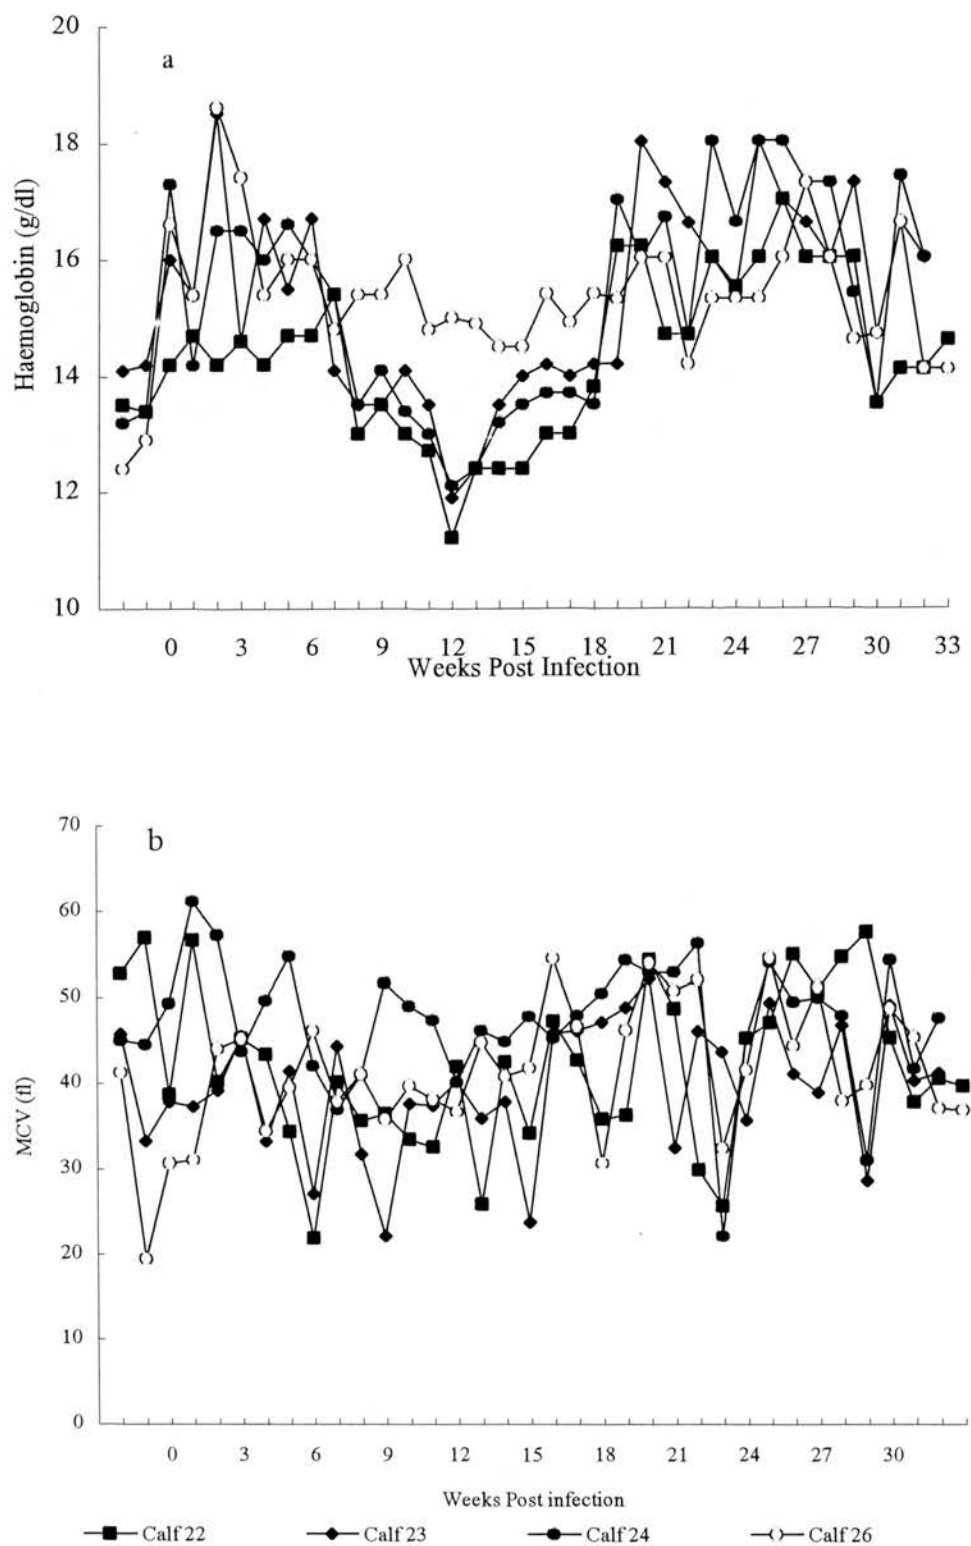 20
a
18
16
14
12
10
Haemoglobin (g/dl)
0 3 6 9 12 15 18 21 24 27 30 33
Weeks Post Infection
70
b
60
50
40
30
20
10
0
MCV (fl)
0 3 6 9 12 15 18 21 24 27 30
Weeks Post infection
Calf 22 Calf 23 Calf 24 Calf 26